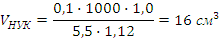 V_НУК = (0,1 · 1000 · 1,0) / (5,5 · 1,12) = 16 см³